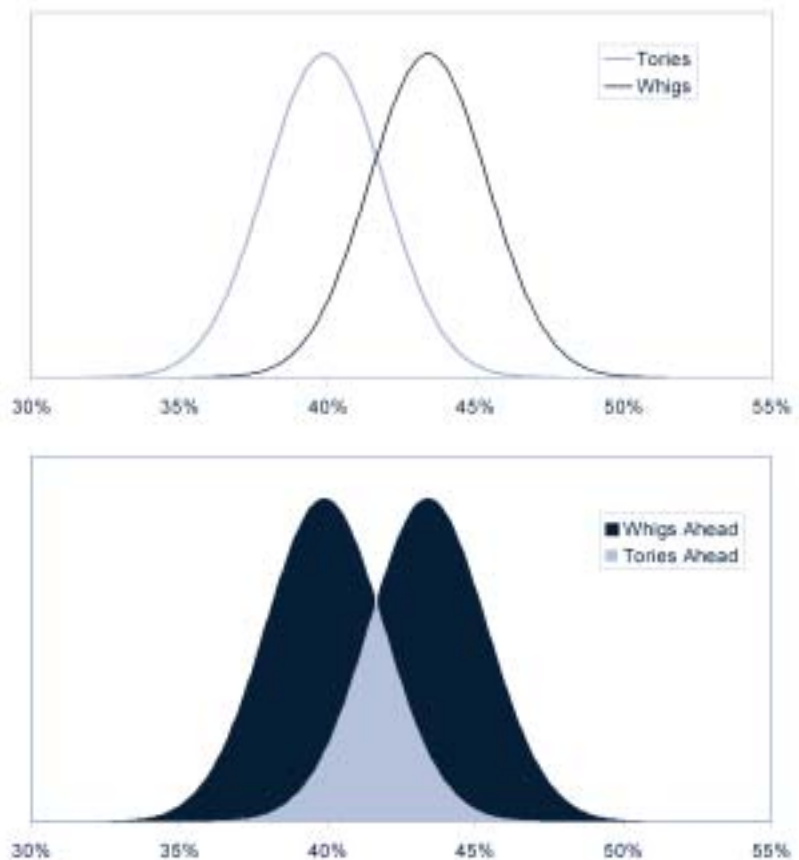 Tories
Whigs
30% 35% 40% 45% 50% 55%
Whigs Ahead
Tories Ahead
30% 35% 40% 45% 50% 55%